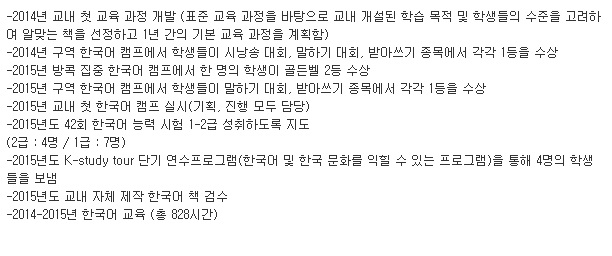 -2014년 교내 첫 교육 과정 개발 (표준 교육 과정을 바탕으로 교내 개설된 학습 목적 및 학생들의 수준을 고려하
여 알맞는 책을 선정하고 1년 간의 기본 교육 과정을 계획함)
-2014년 구역 한국어 캠프에서 학생들이 시낭송 대회, 말하기 대회, 받아쓰기 종목에서 각각 1등을 수상
-2015년 방콕 집중 한국어 캠프에서 한 명의 학생이 골든벨 2등 수상
-2015년 구역 한국어 캠프에서 학생들이 말하기 대회, 받아쓰기 종목에서 각각 1등을 수상
-2015년 교내 첫 한국어 캠프 실시(기획, 진행 모두 담당)
-2015년도 42회 한국어 능력 시험 1-2급 성취하도록 지도
(2급 : 4명 / 1급 : 7명)
-2015년도 K-study tour 단기 연수프로그램(한국어 및 한국 문화를 익힐 수 있는 프로그램)을 통해 4명의 학생
들을 보냄
-2015년도 교내 자체 제작 한국어 책 검수
-2014-2015년 한국어 교육 (총 828시간)